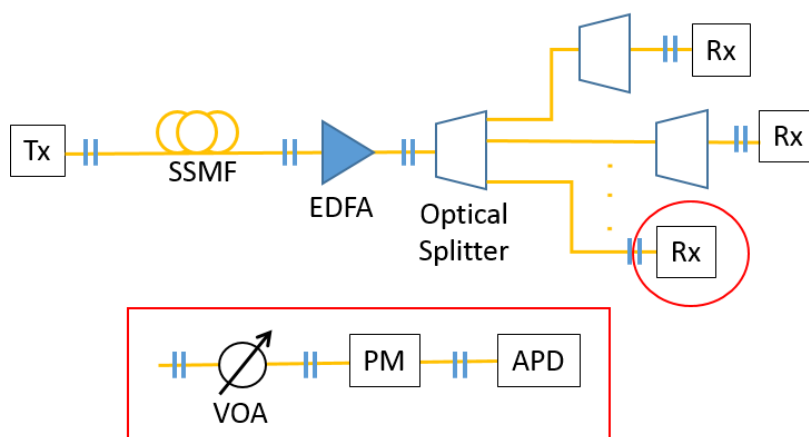 Rx
Tx
SSMF
EDFA
Optical
Splitter
Rx
Rx
VOA
PM
APD